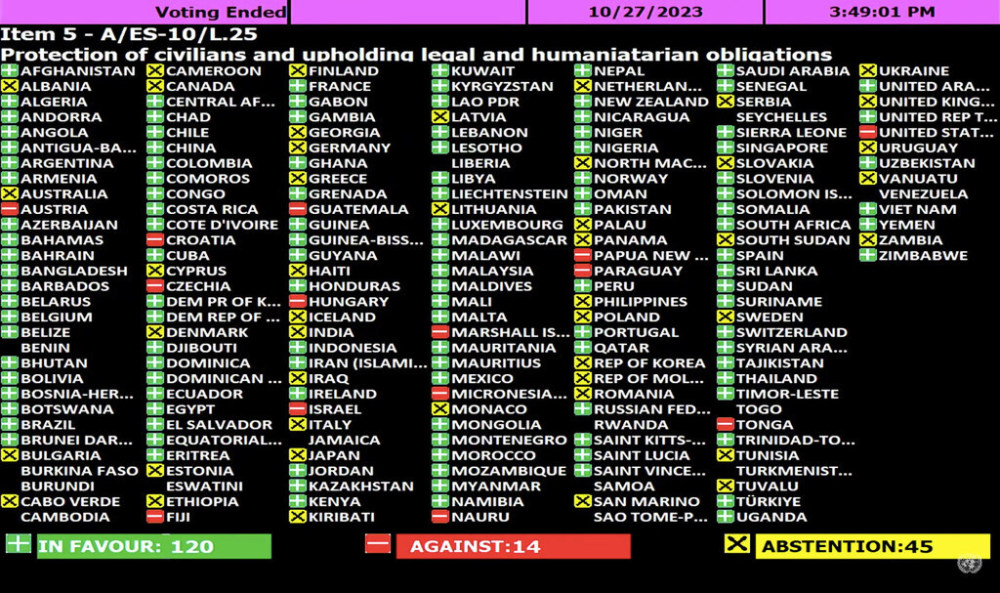 Voting Ended
10/27/2023
3:49:01 PM
Item 5 - A/ES-10/L.25
Protection of civilians and upholding legal and humaniatarian obligations
AFGHANISTAN
ALBANIA
ALGERIA
ANDORRA
ANGOLA
ANTIGUA-BA...
ARGENTINA
ARMENIA
AUSTRALIA
AUSTRIA
AZERBAIJAN
BAHAMAS
BAHRAIN
BANGLADESH
BARBADOS
BELARUS
BELGIUM
BELIZE
BENIN
BHUTAN
BOLIVIA
BOSNIA-HER...
BOTSWANA
BRAZIL
BRUNEI DAR...
BULGARIA
BURKINA FASO
BURUNDI
CABO VERDE
CAMBODIA
CAMEROON
CANADA
CENTRAL AF...
CHAD
CHILE
CHINA
COLOMBIA
COMOROS
CONGO
COSTA RICA
COTE D'IVOIRE
CROATIA
CUBA
CYPRUS
CZECHIA
DEM PR OF K...
DEM REP OF ...
DENMARK
DJIBOUTI
DOMINICA
DOMINICAN ...
ECUADOR
EGYPT
EL SALVADOR
EQUATORIAL...
ERITREA
ESTONIA
ESWATINI
ETHIOPIA
FIJI
FINLAND
FRANCE
GABON
GAMBIA
GEORGIA
GERMANY
GHANA
GREECE
GRENADA
GUATEMALA
GUINEA
GUINEA-BISS...
GUYANA
HAITI
HONDURAS
HUNGARY
ICELAND
INDIA
INDONESIA
IRAN (ISLAMI...
IRAQ
IRELAND
ISRAEL
ITALY
JAMAICA
JAPAN
JORDAN
KAZAKHSTAN
KENYA
KIRIBATI
KUWAIT
KYRGYZSTAN
LAO PDR
LATVIA
LEBANON
LESOTHO
LIBERIA
LIBYA
LIECHTENSTEIN
LITHUANIA
LUXEMBOURG
MADAGASCAR
MALAWI
MALAYSIA
MALDIVES
MALI
MALTA
MARSHALL IS...
MAURITANIA
MAURITIUS
MEXICO
MICRONESIA...
MONACO
MONGOLIA
MONTENEGRO
MOROCCO
MOZAMBIQUE
MYANMAR
NAMIBIA
NAURU
NEPAL
NETHERLAN...
NEW ZEALAND
NICARAGUA
NIGER
NIGERIA
NORTH MAC...
NORWAY
OMAN
PAKISTAN
PALAU
PANAMA
PAPUA NEW ...
PARAGUAY
PERU
PHILIPPINES
POLAND
PORTUGAL
QATAR
REP OF KOREA
REP OF MOL...
ROMANIA
RUSSIAN FED...
RWANDA
SAINT KITTS-...
SAINT LUCIA
SAINT VINCE...
SAMOA
SAN MARINO
SAO TOME-P...
SAUDI ARABIA
SENEGAL
SERBIA
SEYCHELLES
SIERRA LEONE
SINGAPORE
SLOVAKIA
SLOVENIA
SOLOMON IS...
SOMALIA
SOUTH AFRICA
SOUTH SUDAN
SPAIN
SRI LANKA
SUDAN
SURINAME
SWEDEN
SWITZERLAND
SYRIAN ARA...
TAJIKISTAN
THAILAND
TIMOR-LESTE
TOGO
TONGA
TRINIDAD-TO...
TUNISIA
TURKMENIST...
TUVALU
TÜRKIYE
UGANDA
UKRAINE
UNITED ARA...
UNITED KING...
UNITED REP T...
UNITED STAT...
URUGUAY
UZBEKISTAN
VANUATU
VENEZUELA
VIET NAM
YEMEN
ZAMBIA
ZIMBABWE
IN FAVOUR: 120
AGAINST:14
ABSTENTION:45